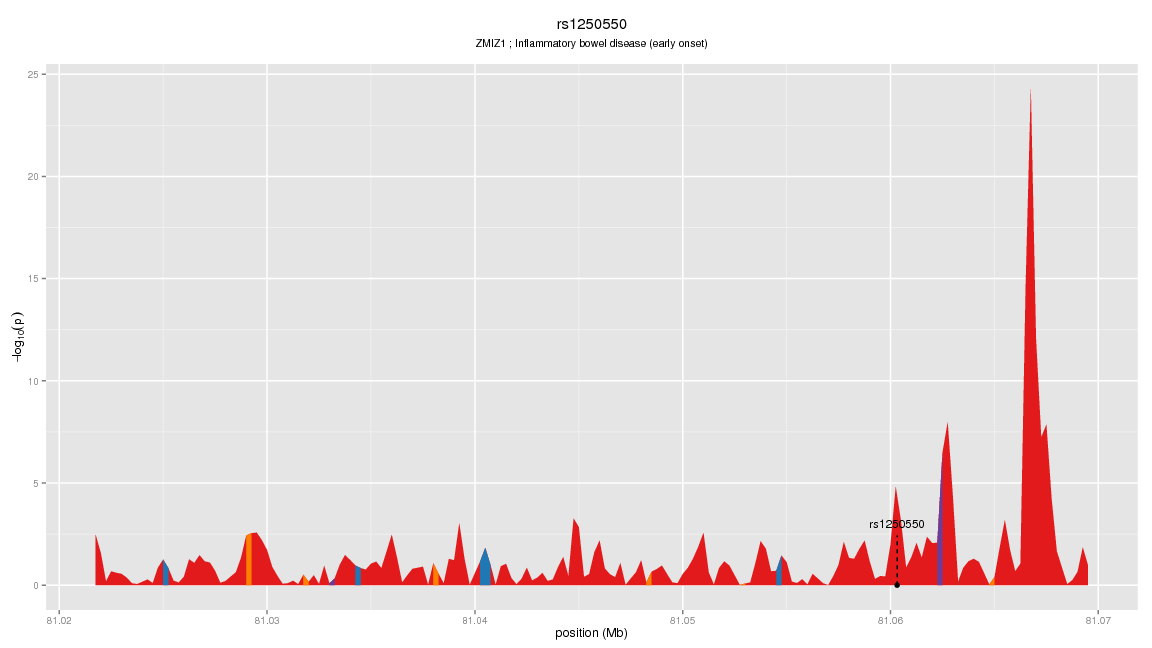 rs1250550
ZMIZ1 ; Inflammatory bowel disease (early onset)
25
20
15
10
5
0
−log10(p)
rs1250550
81.02 81.03 81.04 81.05 81.06 81.07
position (Mb)